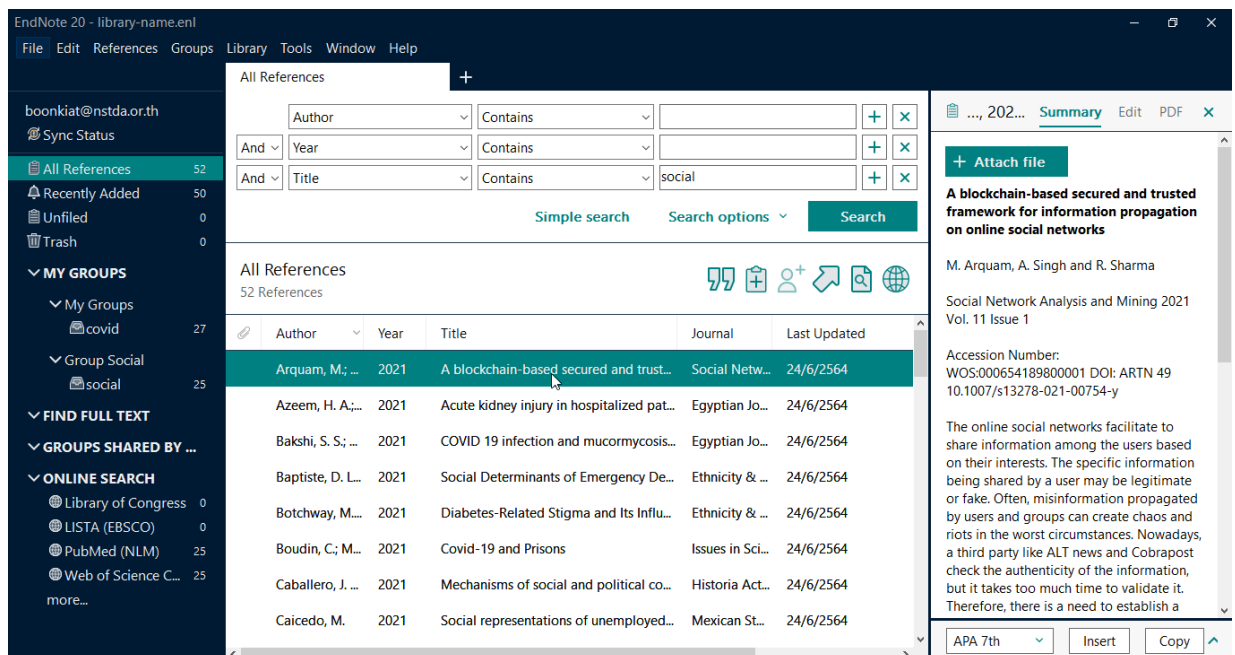 EndNote 20 - library-name.enl
File Edit References Groups Library Tools Window Help
All References
boonkiat@nstda.or.th
Sync Status
All References 52
Recently Added 50
Unfiled 0
Trash 0
MY GROUPS
My Groups
covid 27
Group Social
social 25
FIND FULL TEXT
GROUPS SHARED BY ...
ONLINE SEARCH
Library of Congress 0
LISTA (EBSCO) 0
PubMed (NLM) 25
Web of Science C... 25
more...
Author Contains
And Year Contains
And Title Contains social
Simple search Search options Search
All References
52 References
Author Year Title Journal Last Updated
Arquam, M.; ... 2021 A blockchain-based secured and trust... Social Netw... 24/6/2564
Azeem, H. A.;... 2021 Acute kidney injury in hospitalized pat... Egyptian Jo... 24/6/2564
Bakshi, S. S.; ... 2021 COVID 19 infection and mucormycosis... Egyptian Jo... 24/6/2564
Baptiste, D. L... 2021 Social Determinants of Emergency De... Ethnicity & ... 24/6/2564
Botchway, M.... 2021 Diabetes-Related Stigma and Its Influ... Ethnicity & ... 24/6/2564
Boudin, C.; M... 2021 Covid-19 and Prisons Issues in Sci... 24/6/2564
Caballero, J. ... 2021 Mechanisms of social and political co... Historia Act... 24/6/2564
Caicedo, M. 2021 Social representations of unemployed... Mexican St... 24/6/2564
..., 202... Summary Edit PDF
+ Attach file
A blockchain-based secured and trusted
framework for information propagation
on online social networks
M. Arquam, A. Singh and R. Sharma
Social Network Analysis and Mining 2021
Vol. 11 Issue 1
Accession Number:
WOS:000654189800001 DOI: ARTN 49
10.1007/s13278-021-00754-y
The online social networks facilitate to
share information among the users based
on their interests. The specific information
being shared by a user may be legitimate
or fake. Often, misinformation propagated
by users and groups can create chaos and
riots in the worst circumstances. Nowadays,
a third party like ALT news and Cobrapost
check the authenticity of the information,
but it takes too much time to validate it.
Therefore, there is a need to establish a
APA 7th Insert Copy